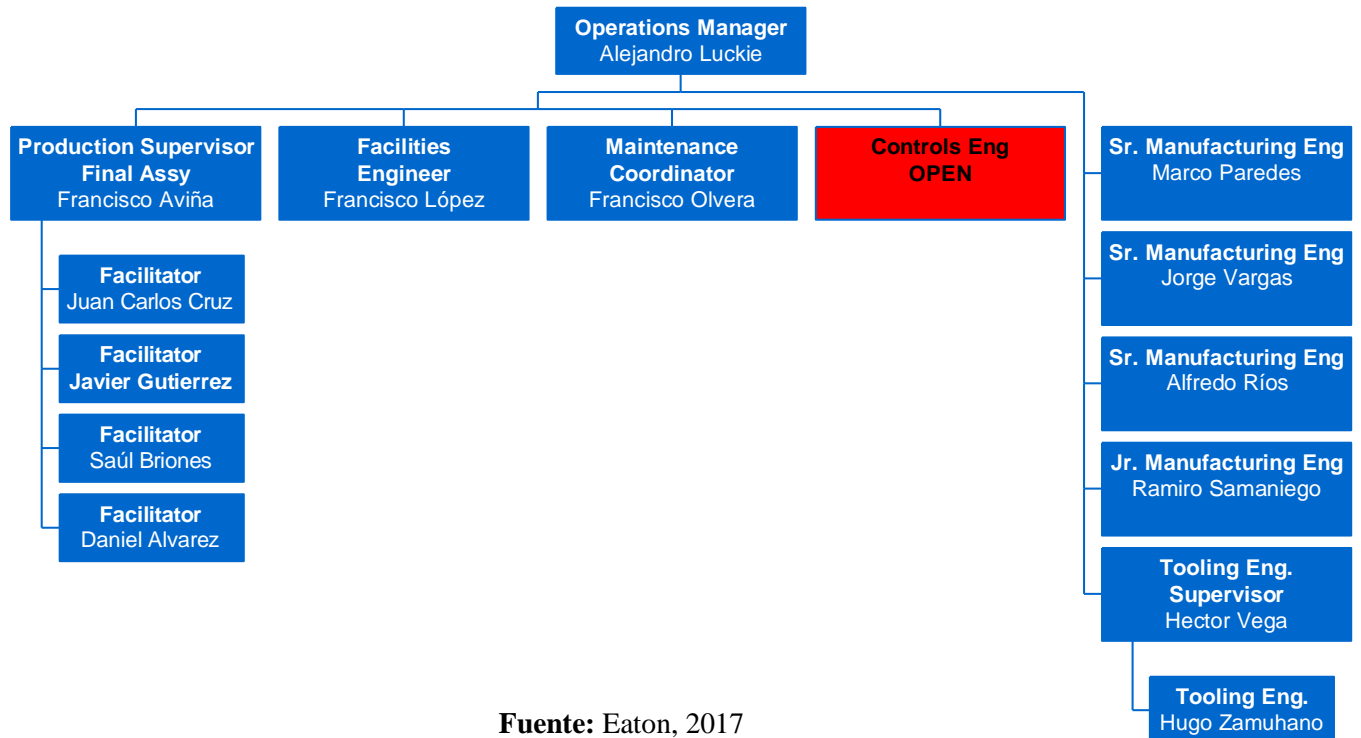 Operations Manager
Alejandro Luckie
Production Supervisor
Final Assy
Francisco Aviña
Facilities
Engineer
Francisco López
Maintenance
Coordinator
Francisco Olvera
Controls Eng
OPEN
Sr. Manufacturing Eng
Marco Paredes
Facilitator
Juan Carlos Cruz
Facilitator
Javier Gutierrez
Facilitator
Saúl Briones
Facilitator
Daniel Alvarez
Sr. Manufacturing Eng
Jorge Vargas
Sr. Manufacturing Eng
Alfredo Ríos
Jr. Manufacturing Eng
Ramiro Samaniego
Tooling Eng.
Supervisor
Hector Vega
Tooling Eng.
Hugo Zamuhano
Fuente: Eaton, 2017